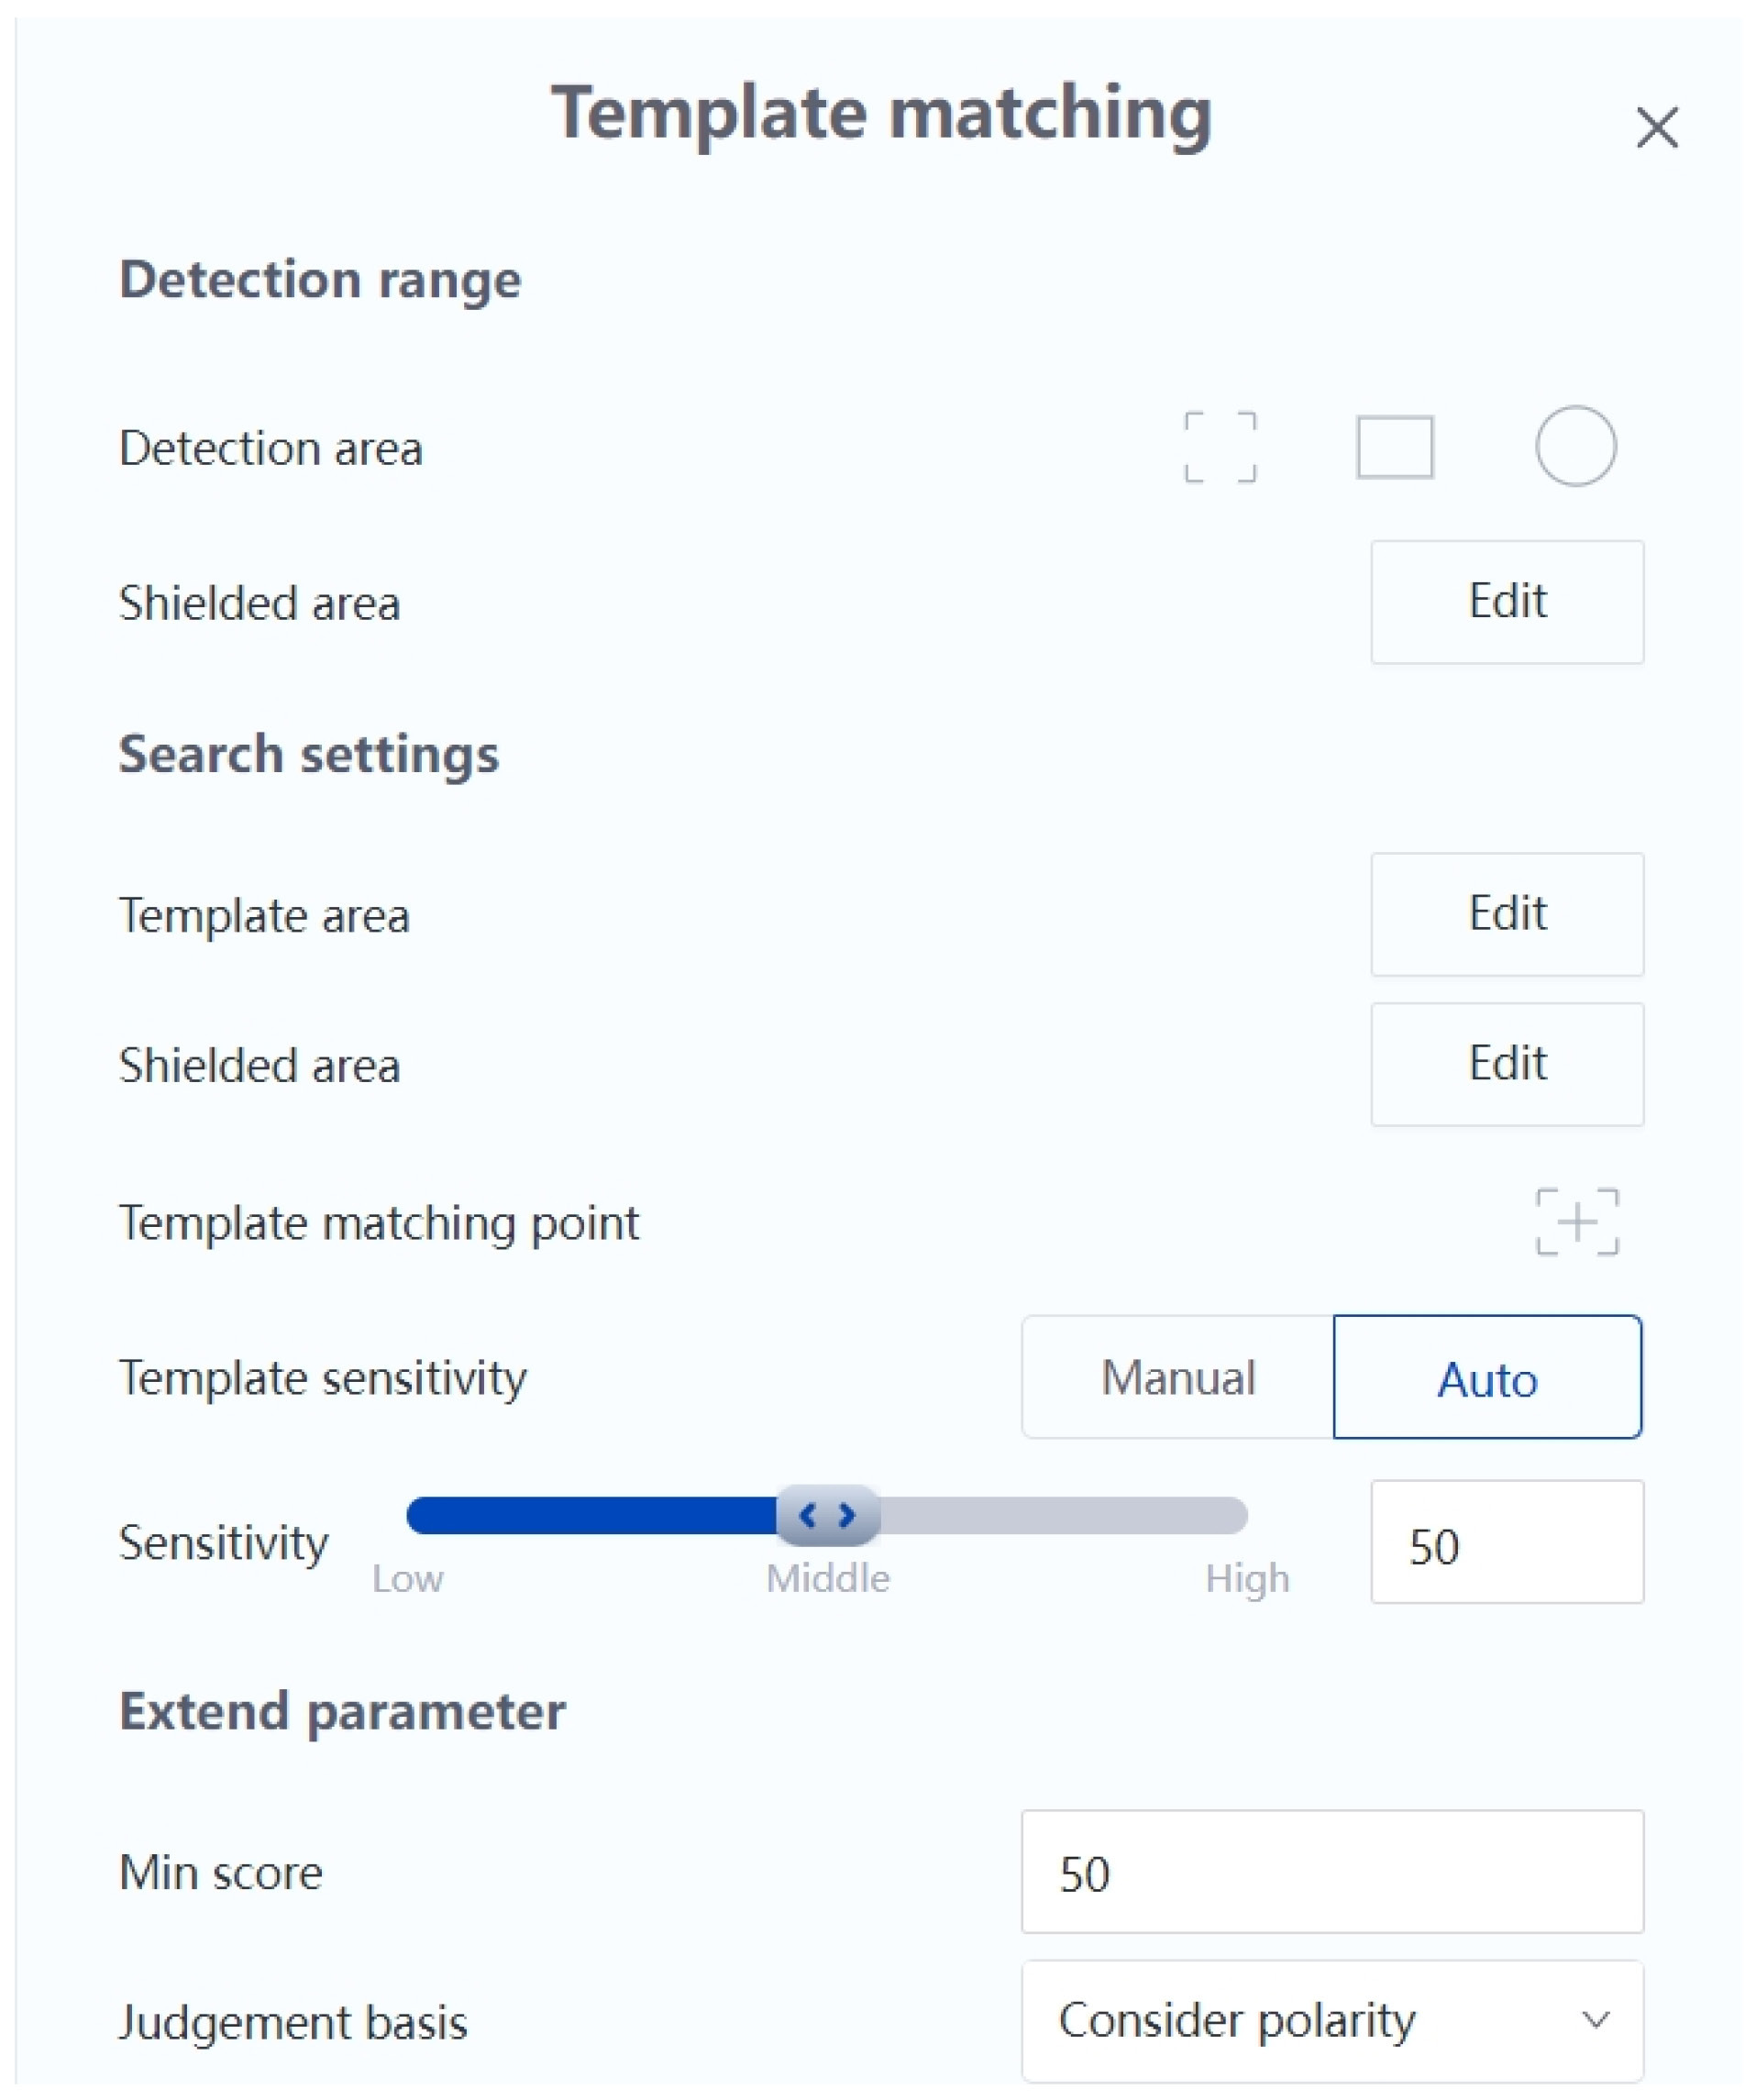 Template matching
Detection range
Detection area
Shielded area Edit
Search settings
Template area Edit
Shielded area Edit
Template matching point
Template sensitivity Manual Auto
Sensitivity 50
Low Middle High
Extend parameter
Min score 50
Judgement basis Consider polarity